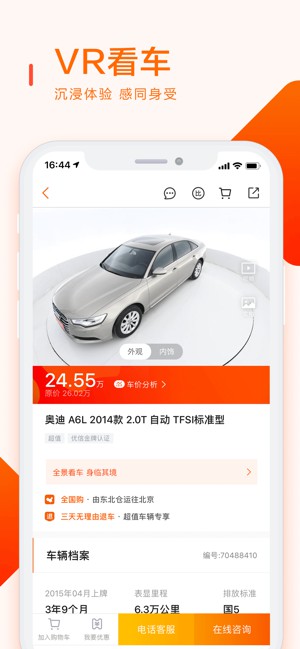 VR看车
沉浸体验 感同身受
16:44
比
外观 内饰
24.55万 车价分析 >
原价 26.02万
奥迪 A6L 2014款 2.0T 自动 TFSI标准型
超值 优信金牌认证
全景看车 身临其境
全国购 · 由东北仓运往北京
退 三天无理由退车 · 超值车辆专享
车辆档案 编号:70488410
2015年04月上牌 表显里程 排放标准
3年9个月 6.3万公里 国5
加入购物车 我要优惠 电话客服 在线咨询